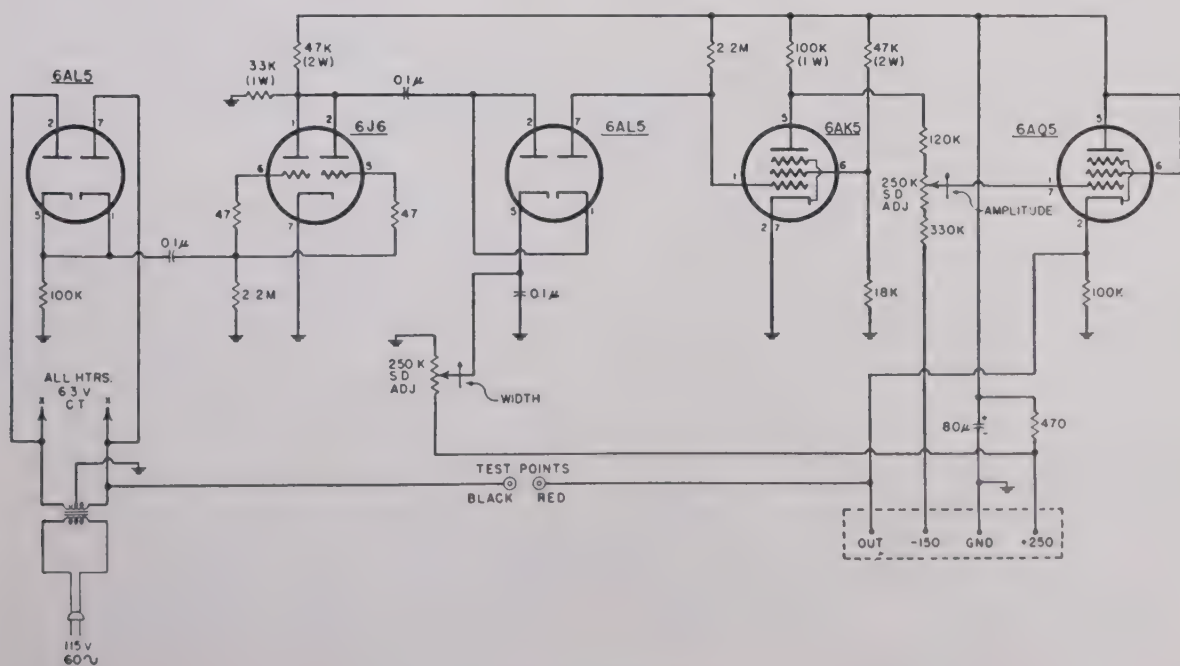 6AL5
2
7
5
1
100K
ALL HTRS.
6.3 V
C T
X
X
115V
60~
33K
(1W)
47K
(2W)
0.1μ
6J6
1
2
6
5
7
47
47
0.1μ
2.2M
6AL5
2
7
5
1
0.1μ
250K
S D
ADJ
WIDTH
2.2M
100K
(1W)
47K
(2W)
6AK5
5
6
1
2
7
18K
120K
250K
S D
ADJ
AMPLITUDE
330K
6AQ5
5
6
1
7
2
100K
80μ
+
-
470
TEST POINTS
BLACK RED
OUT -150 GND +250